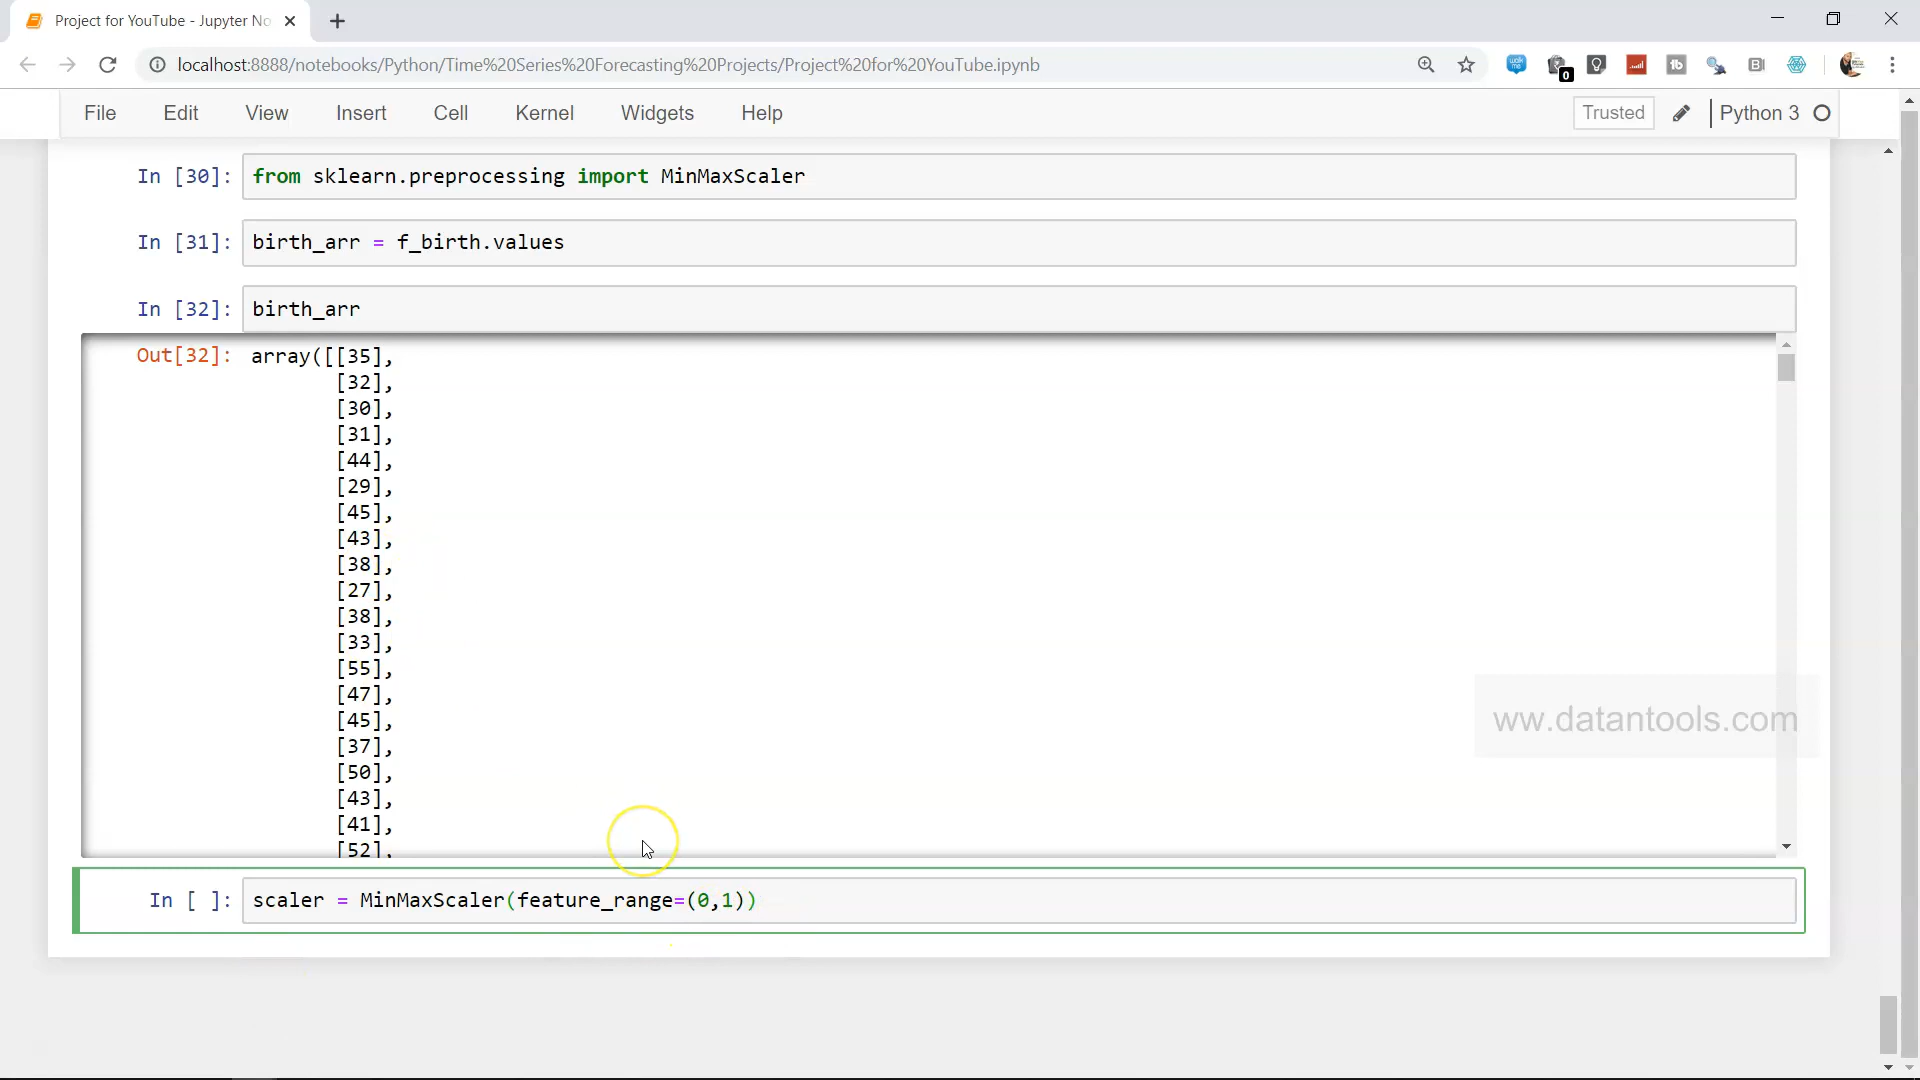 Project for YouTube - Jupyter No
localhost:8888/notebooks/Python/Time%20Series%20Forecasting%20Projects/Project%20for%20YouTube.ipynb
0
tb
B
File Edit View Insert Cell Kernel Widgets Help Trusted Python 3
In [30]: from sklearn.preprocessing import MinMaxScaler
In [31]: birth_arr = f_birth.values
In [32]: birth_arr
Out[32]: array([[35],
[32],
[30],
[31],
[44],
[29],
[45],
[43],
[38],
[27],
[38],
[33],
[55],
[47],
[45],
[37],
[50],
[43],
[41],
[52],
ww.datantools.com
In [ ]: scaler = MinMaxScaler(feature_range=(0,1))